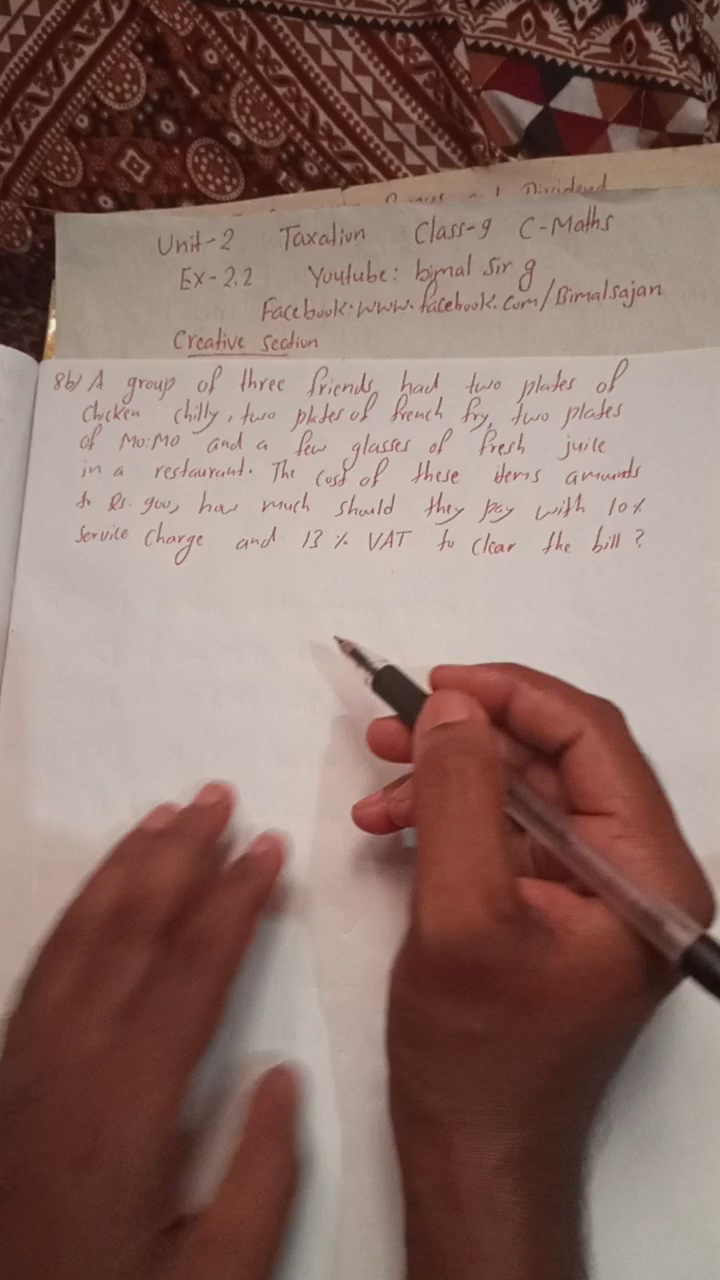 Dividend
Unit-2 Taxation Class-9 C-Maths
Ex-2.2 Youtube: bimal sir g
Facebook:www.facebook.com/Bimalsajan
Creative section
8b) A group of three friends had two plates of
chicken chilly, two plates of french fry, two plates
of Mo:Mo and a few glasses of fresh juice
in a restaurant. The cost of these items amounts
to Rs. 900, how much should they pay with 10%
service charge and 13% VAT to clear the bill?